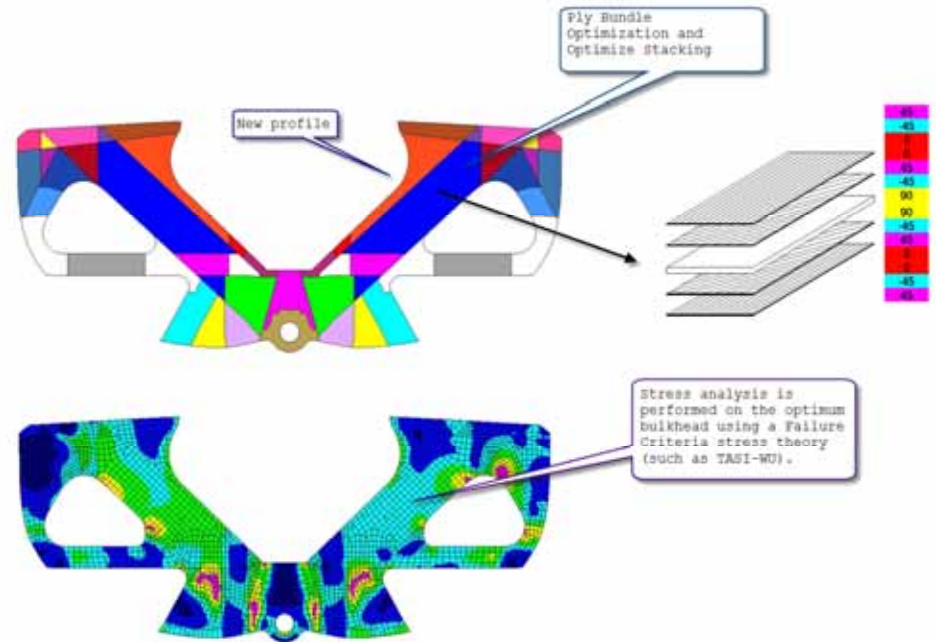 Ply Bundle
Optimization and
Optimize Stacking
New profile
45
-45
0
0
45
-45
90
90
-45
45
0
0
-45
45
Stress analysis is
performed on the optimum
bulkhead using a Failure
Criteria stress theory
(such as TASI-WU).